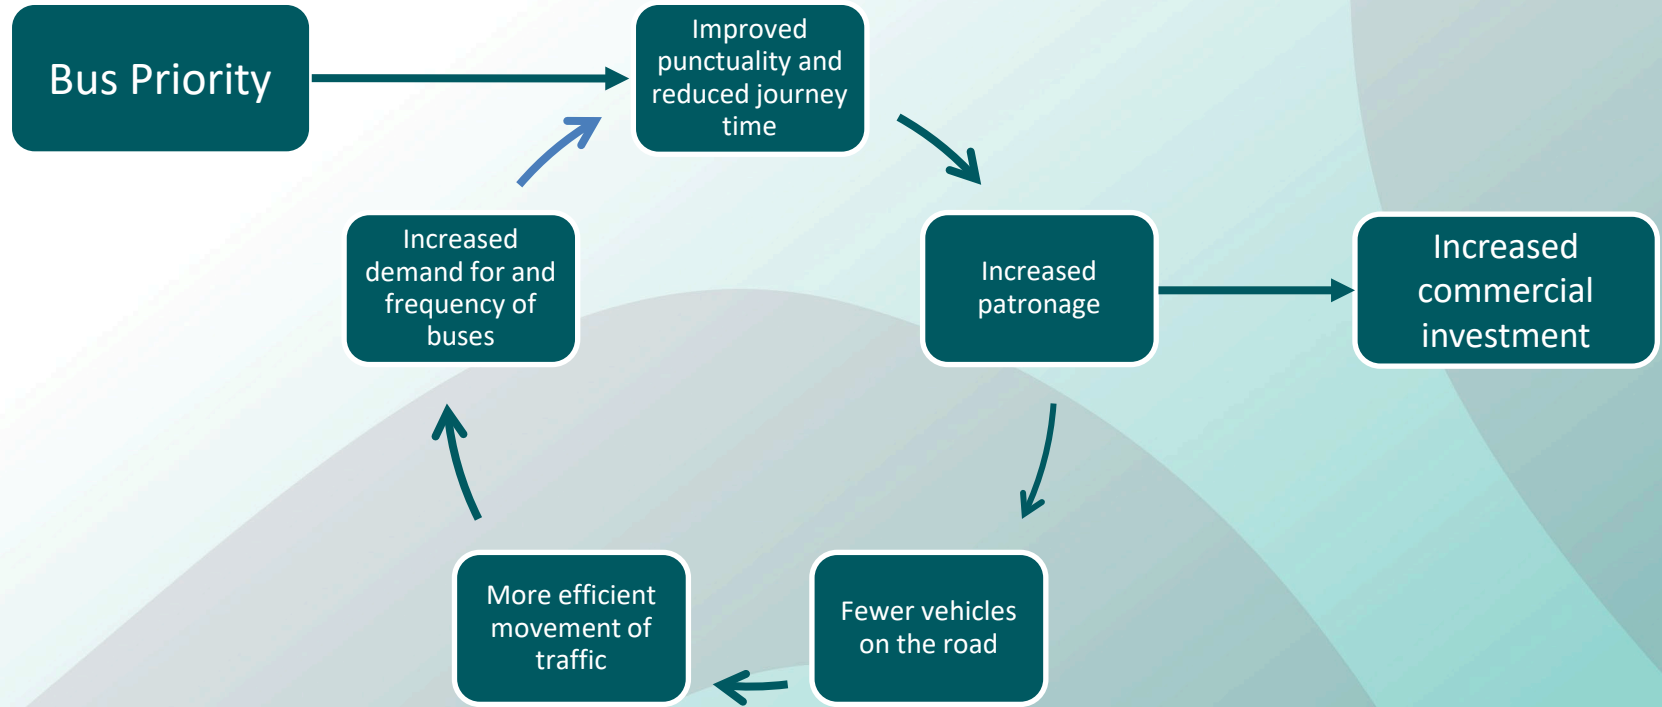 Bus Priority
Improved
punctuality and
reduced journey
time
Increased
demand for and
frequency of
buses
Increased
patronage
Increased
commercial
investment
More efficient
movement of
traffic
Fewer vehicles
on the road